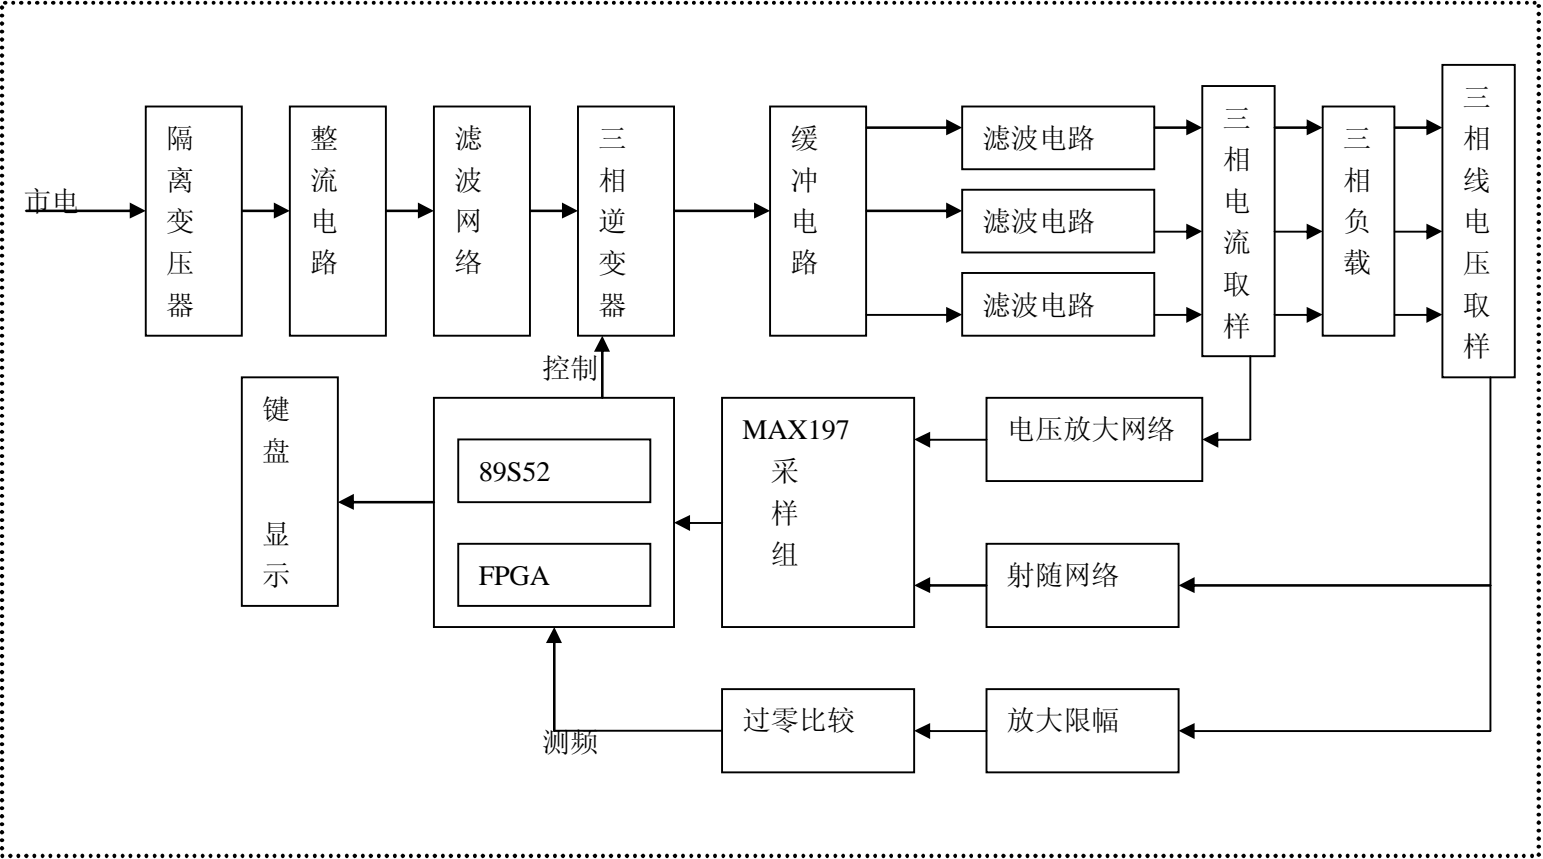 市电
隔离变压器
整流电路
滤波网络
三相逆变器
缓冲电路
滤波电路
滤波电路
滤波电路
三相电流取样
三相负载
三相线电压取样
控制
键盘 显示
89S52
FPGA
MAX197
采样组
电压放大网络
射随网络
测频
过零比较
放大限幅